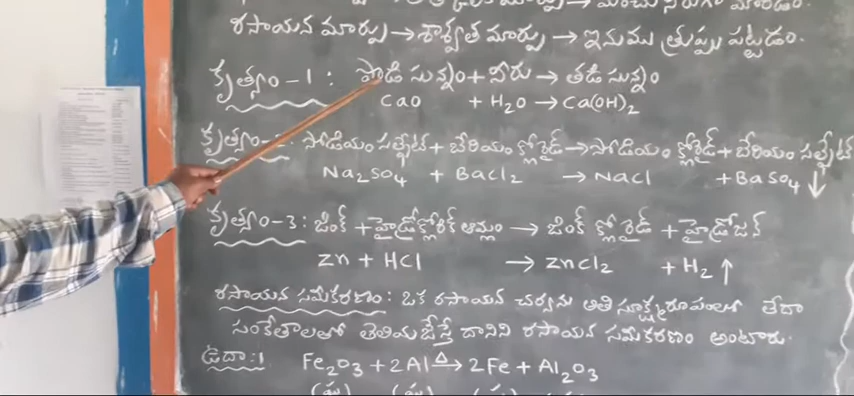 రసాయన మార్పు → శాశ్వత మార్పు → ఇనుము త్రుప్పు పట్టడం.
కృత్యం-1: పొడి సున్నం + నీరు → తడి సున్నం
CaO + H₂O → Ca(OH)₂
సోడియం సల్ఫేట్ + బేరియం క్లోరైడ్ → సోడియం క్లోరైడ్ + బేరియం సల్ఫేట్
Na₂SO₄ + BaCl₂ → NaCl + BaSO₄ ↓
కృత్యం-3: జింక్ + హైడ్రోక్లోరిక్ ఆమ్లం → జింక్ క్లోరైడ్ + హైడ్రోజన్
Zn + HCl → ZnCl₂ + H₂ ↑
రసాయన సమీకరణం: ఒక రసాయన చర్యను అతి సూక్ష్మరూపంలో లేదా
సంకేతాలతో తెలియజేస్తే దానిని రసాయన సమీకరణం అంటారు.
ఉదా:1 Fe₂O₃ + 2Al △→ 2Fe + Al₂O₃